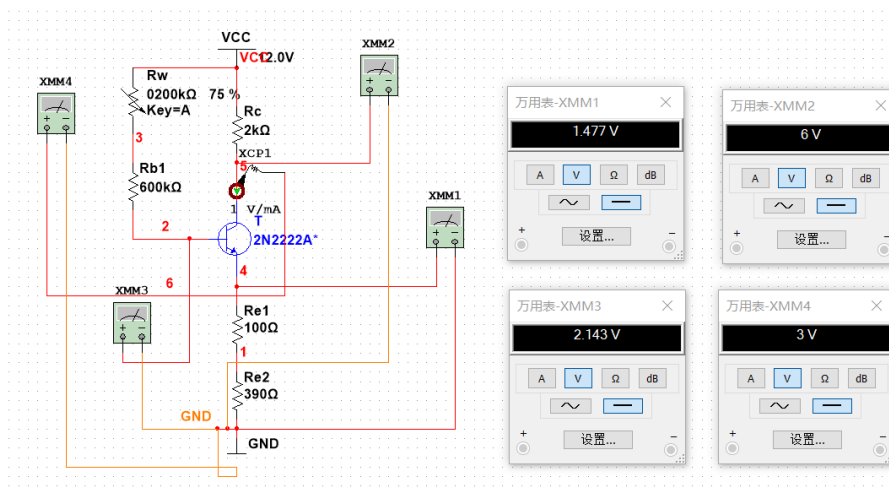 VCC
VCC12.0V
XMM2
XMM4
Rw
0200kΩ 75 %
Key=A
3
Rc
2kΩ
XCP1
5
Rb1
600kΩ
1 V/mA
T
2N2222A*
2
XMM1
4
6
XMM3
Re1
100Ω
1
Re2
390Ω
GND
GND
万用表-XMM1
1.477 V
A V Ω dB
+ 设置... -
万用表-XMM2
6 V
A V Ω dB
+ 设置... -
万用表-XMM3
2.143 V
A V Ω dB
+ 设置... -
万用表-XMM4
3 V
A V Ω dB
+ 设置... -